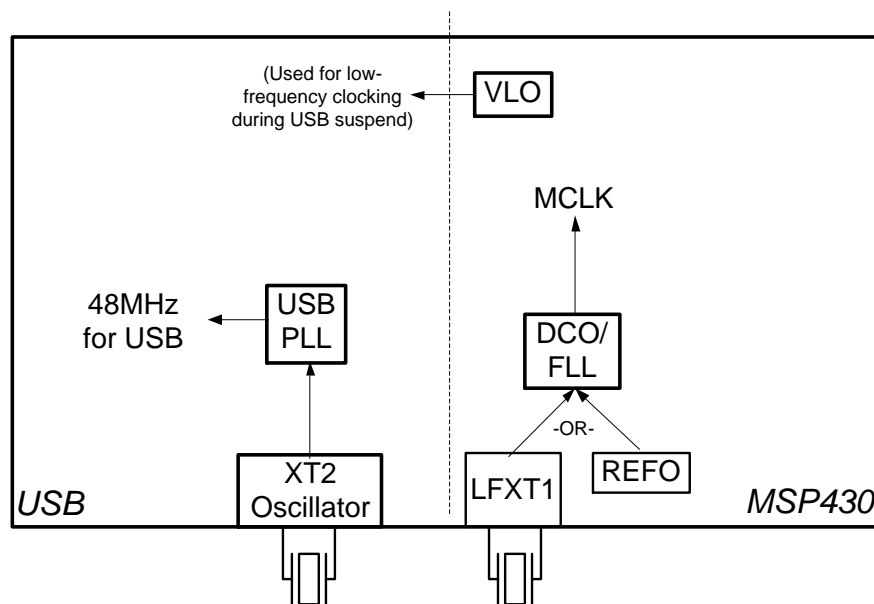 (Used for low-
frequency clocking
during USB suspend)
VLO
MCLK
48MHz
for USB
USB
PLL
DCO/
FLL
-OR-
XT2
Oscillator
LFXT1
REFO
USB
MSP430